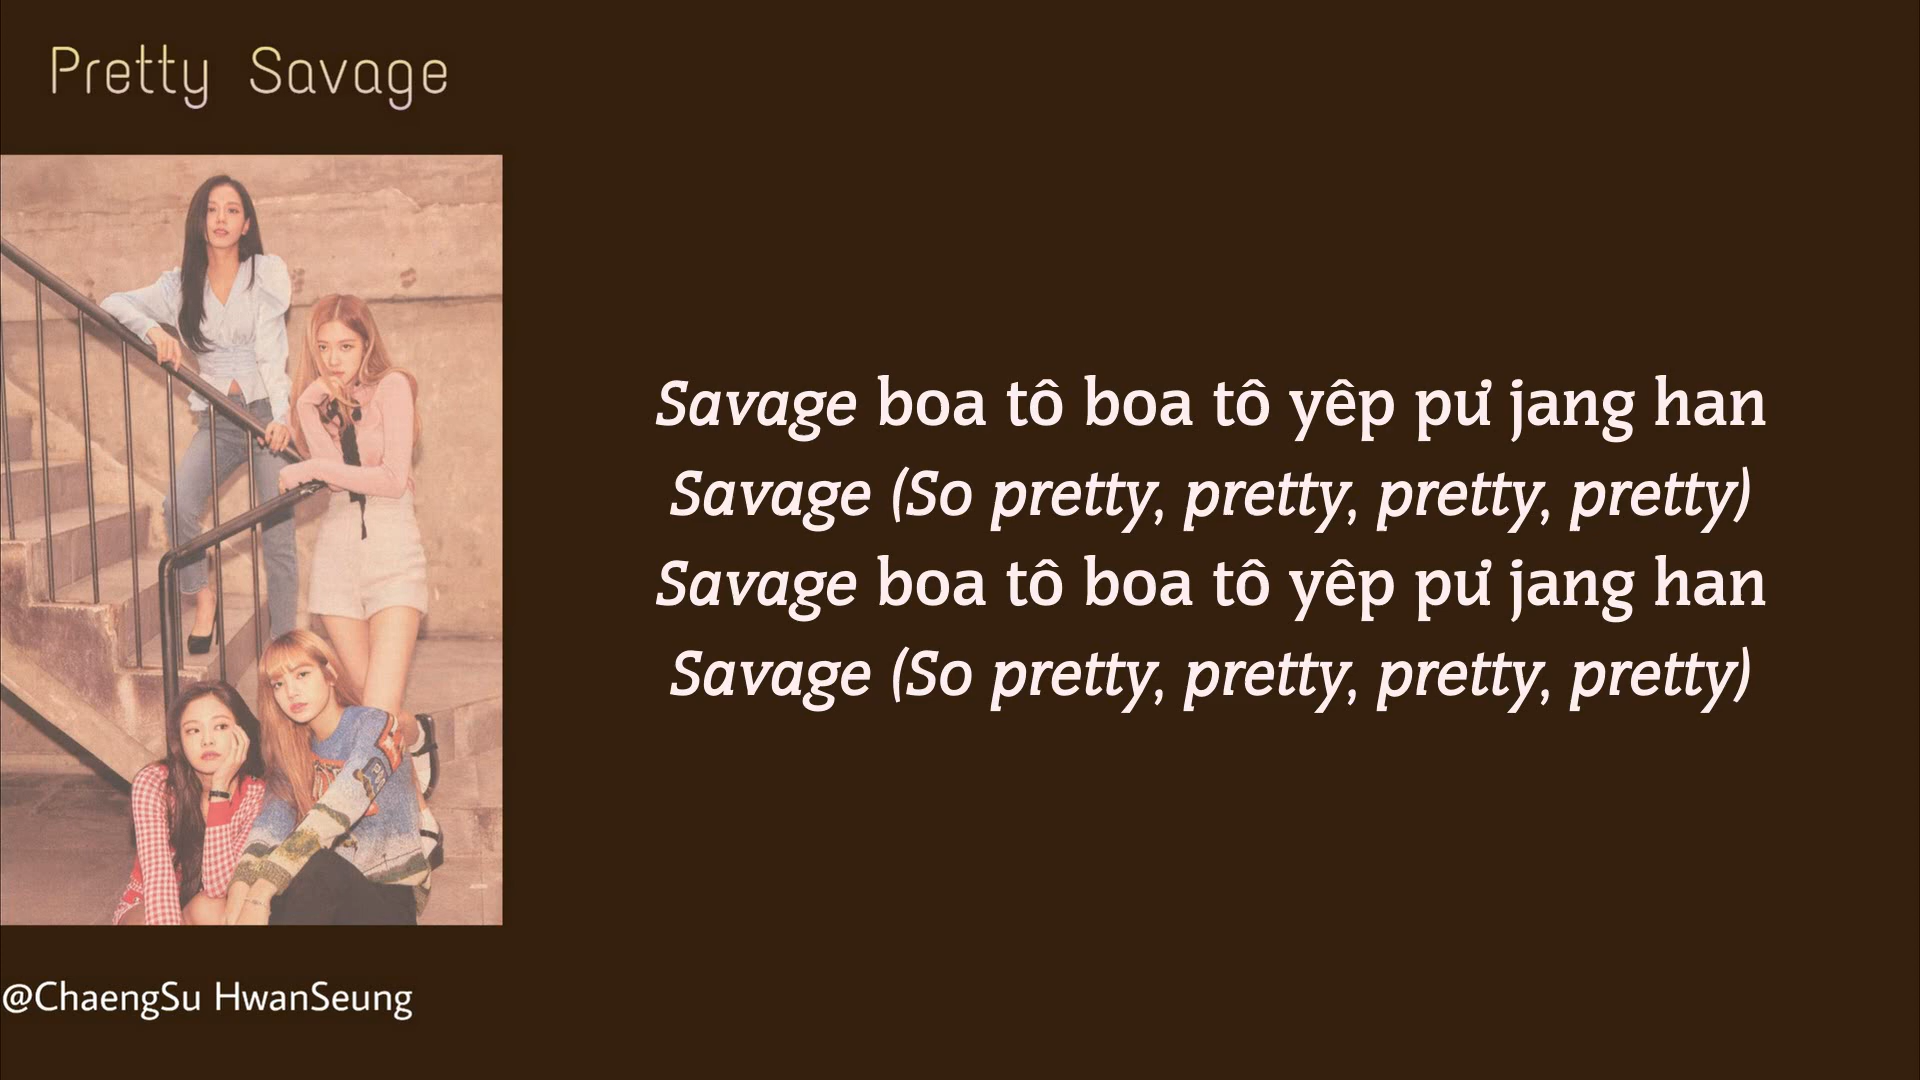 Pretty Savage
Savage boa tô boa tô yêp pư jang han
Savage (So pretty, pretty, pretty, pretty)
Savage boa tô boa tô yêp pư jang han
Savage (So pretty, pretty, pretty, pretty)
@ChaengSu HwanSeung